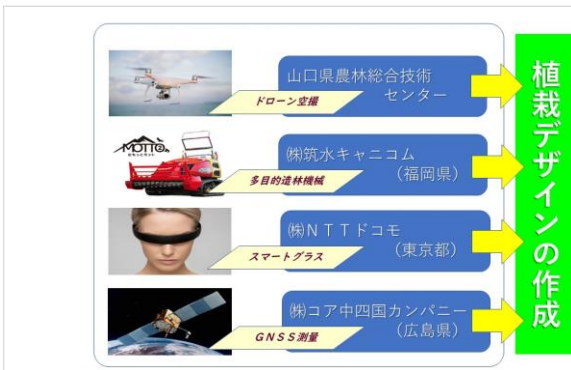 山口県農林総合技術
センター
ドローン空撮
MOTTO
㈱筑水キャニコム
(福岡県)
多目的造林機械
㈱NTTドコモ
(東京都)
スマートグラス
㈱コア中四国カンパニー
(広島県)
GNSS測量
植栽デザインの作成